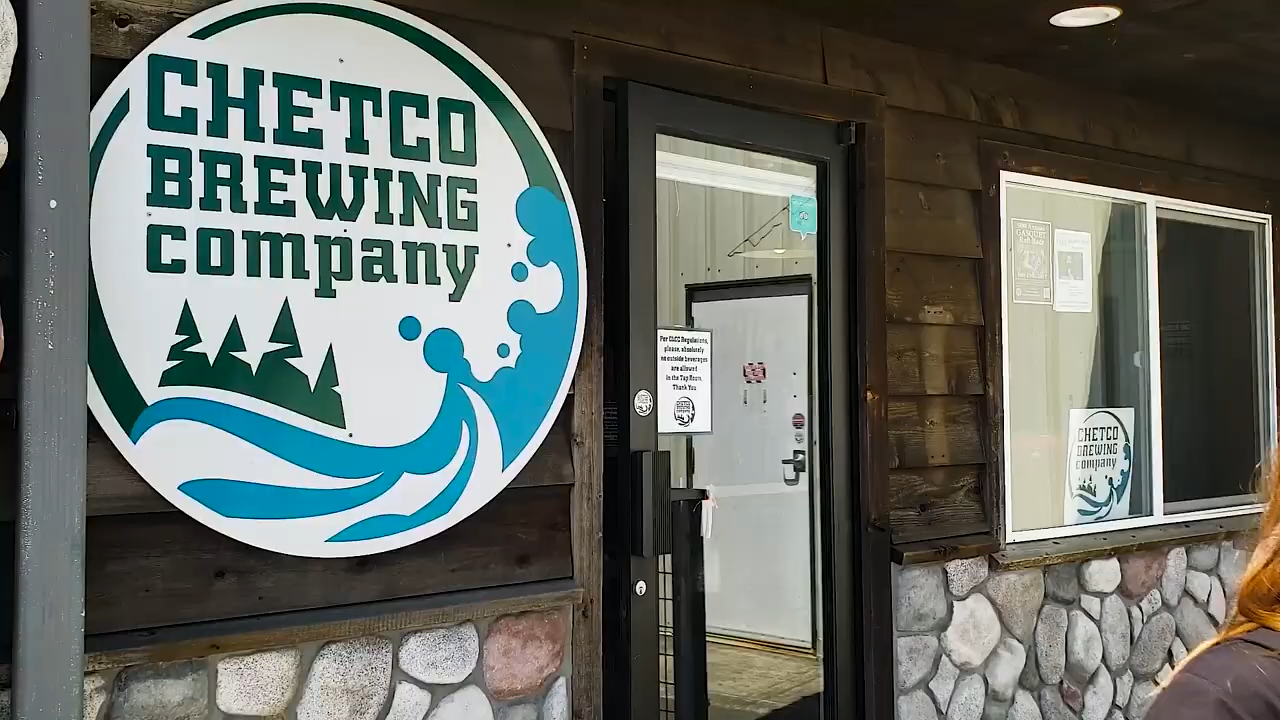 CHETCO
BREWING
company
Per OLCC Regulations,
please, absolutely
no outside beverages
are allowed
in the Tap Room.
Thank You
GASQUET
CHETCO
BREWING
company